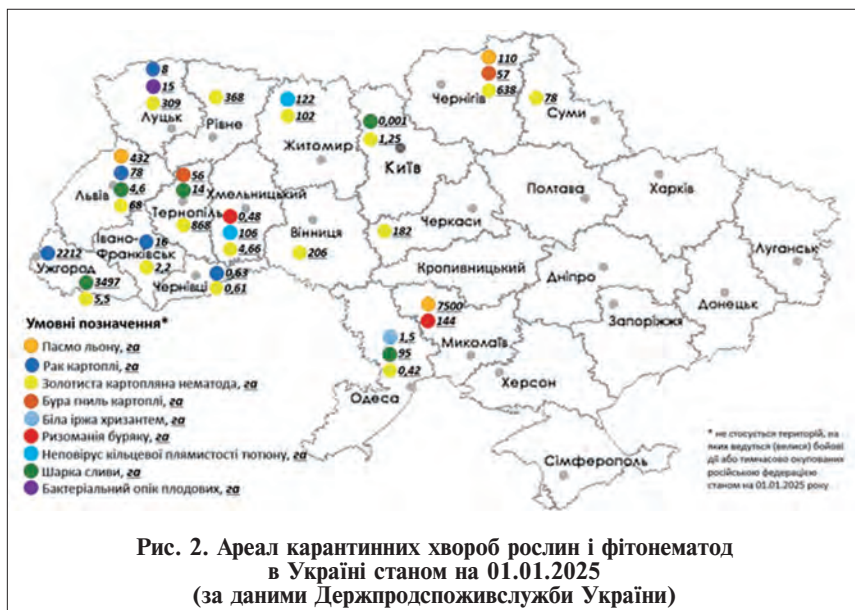 8
15
309
Луцьк
368
Рівне
122
102
Житомир
0,001
1,25
Київ
110
57
638
Чернігів
78
Суми
432
78
4,6
68
Львів
56
14
Тернопіль
868
Хмельницький
0,48
106
4,66
Вінниця
206
182
Черкаси
Полтава
Харків
Луганськ
2212
Ужгород
3497
5,5
Івано-
Франківськ
16
2,2
Чернівці
0,63
0,61
Кропивницький
Дніпро
Донецьк
Запоріжжя
7500
144
Миколаїв
1,5
95
0,42
Одеса
Херсон
Сімферополь
Умовні позначення*
Пасмо льону, га
Рак картоплі, га
Золотиста картопляна нематода, га
Бура гниль картоплі, га
Біла іржа хризантем, га
Ризоманія буряку, га
Неповірус кільцевої плямистості тютюну, га
Шарка сливи, га
Бактеріальний опік плодових, га
* не стосується територій, на
яких ведуться (велися) бойові
дії або тимчасово окупованих
російською федерацією
станом на 01.01.2025 року
Рис. 2. Ареал карантинних хвороб рослин і фітонематод
в Україні станом на 01.01.2025
(за даними Держпродспоживслужби України)